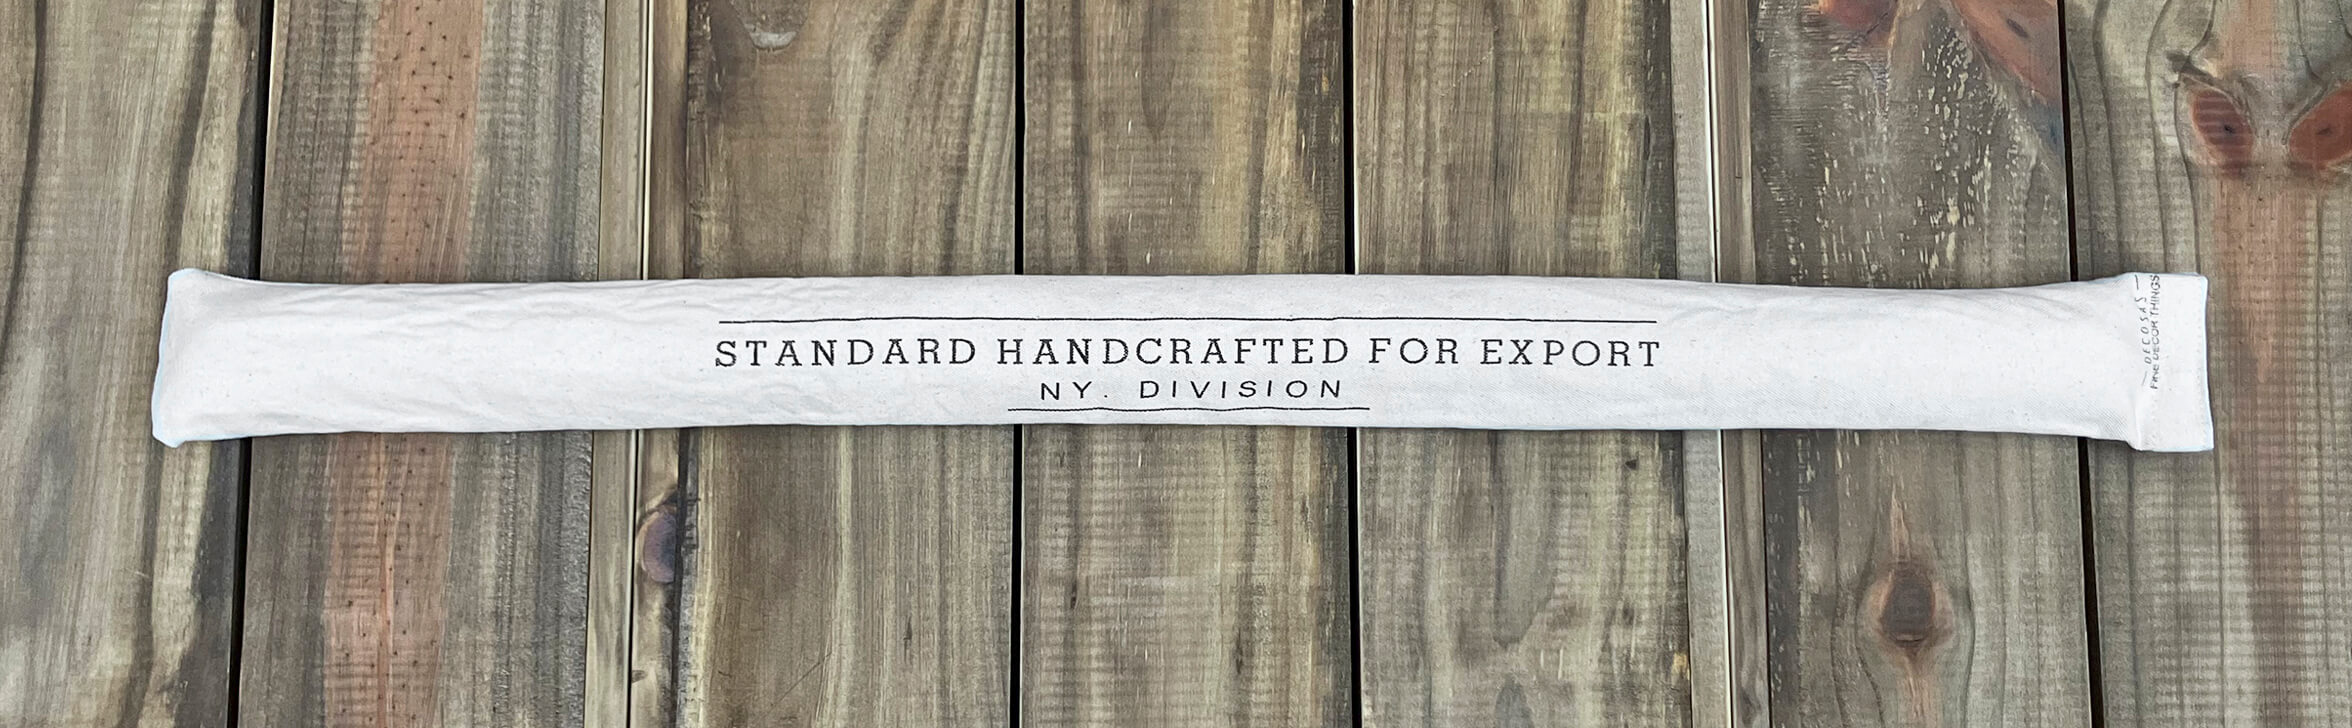 STANDARD HANDCRAFTED FOR EXPORT
NY. DIVISION
DECOSAS
FINE DECOR THINGS